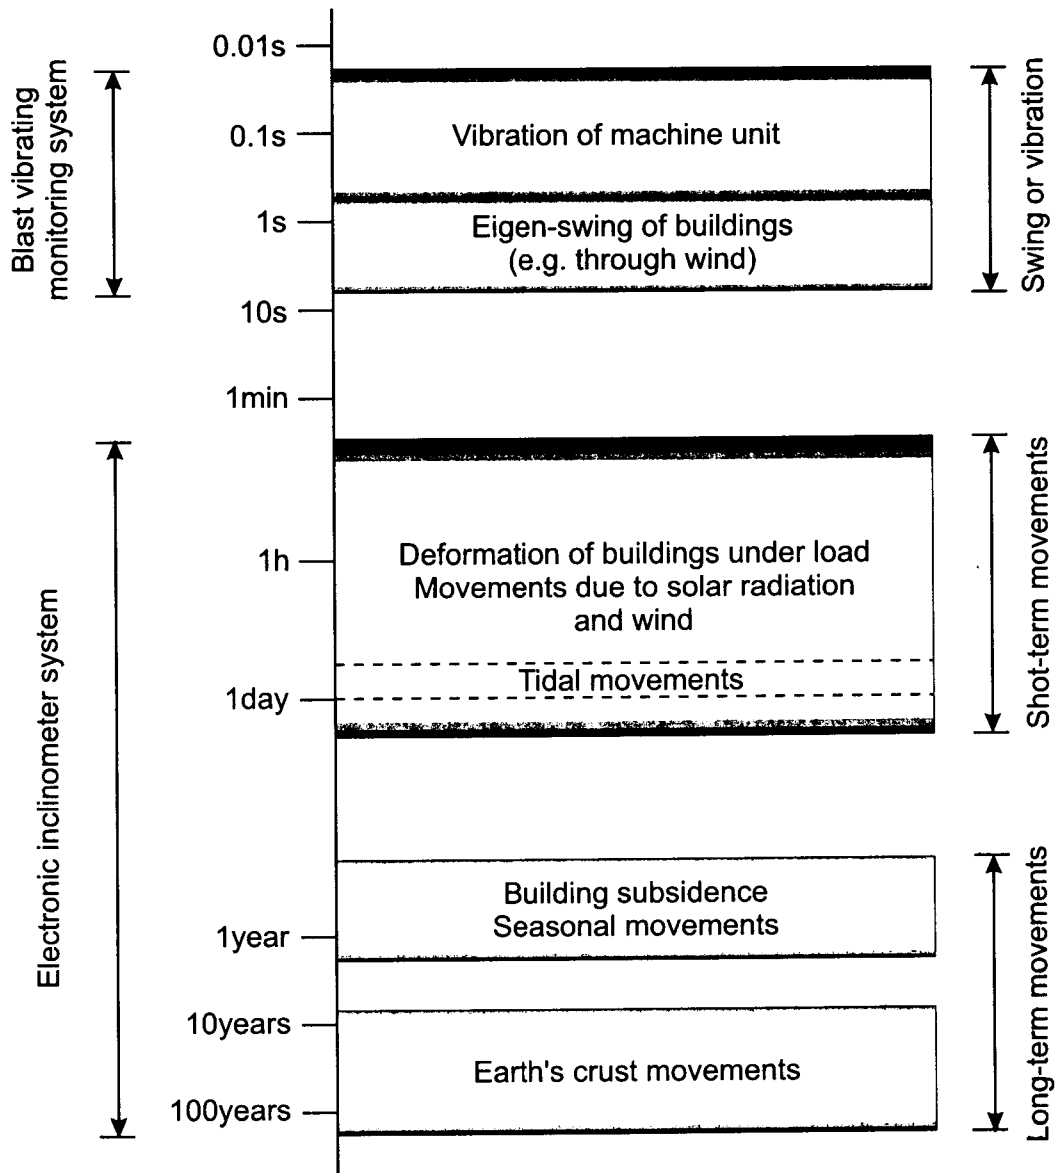 0.01s
0.1s
1s
10s
1min
1h
1day
1year
10years
100years
Blast vibrating
monitoring system
Electronic inclinometer system
Vibration of machine unit
Eigen-swing of buildings
(e.g. through wind)
Deformation of buildings under load
Movements due to solar radiation
and wind
Tidal movements
Building subsidence
Seasonal movements
Earth's crust movements
Swing or vibration
Shot-term movements
Long-term movements